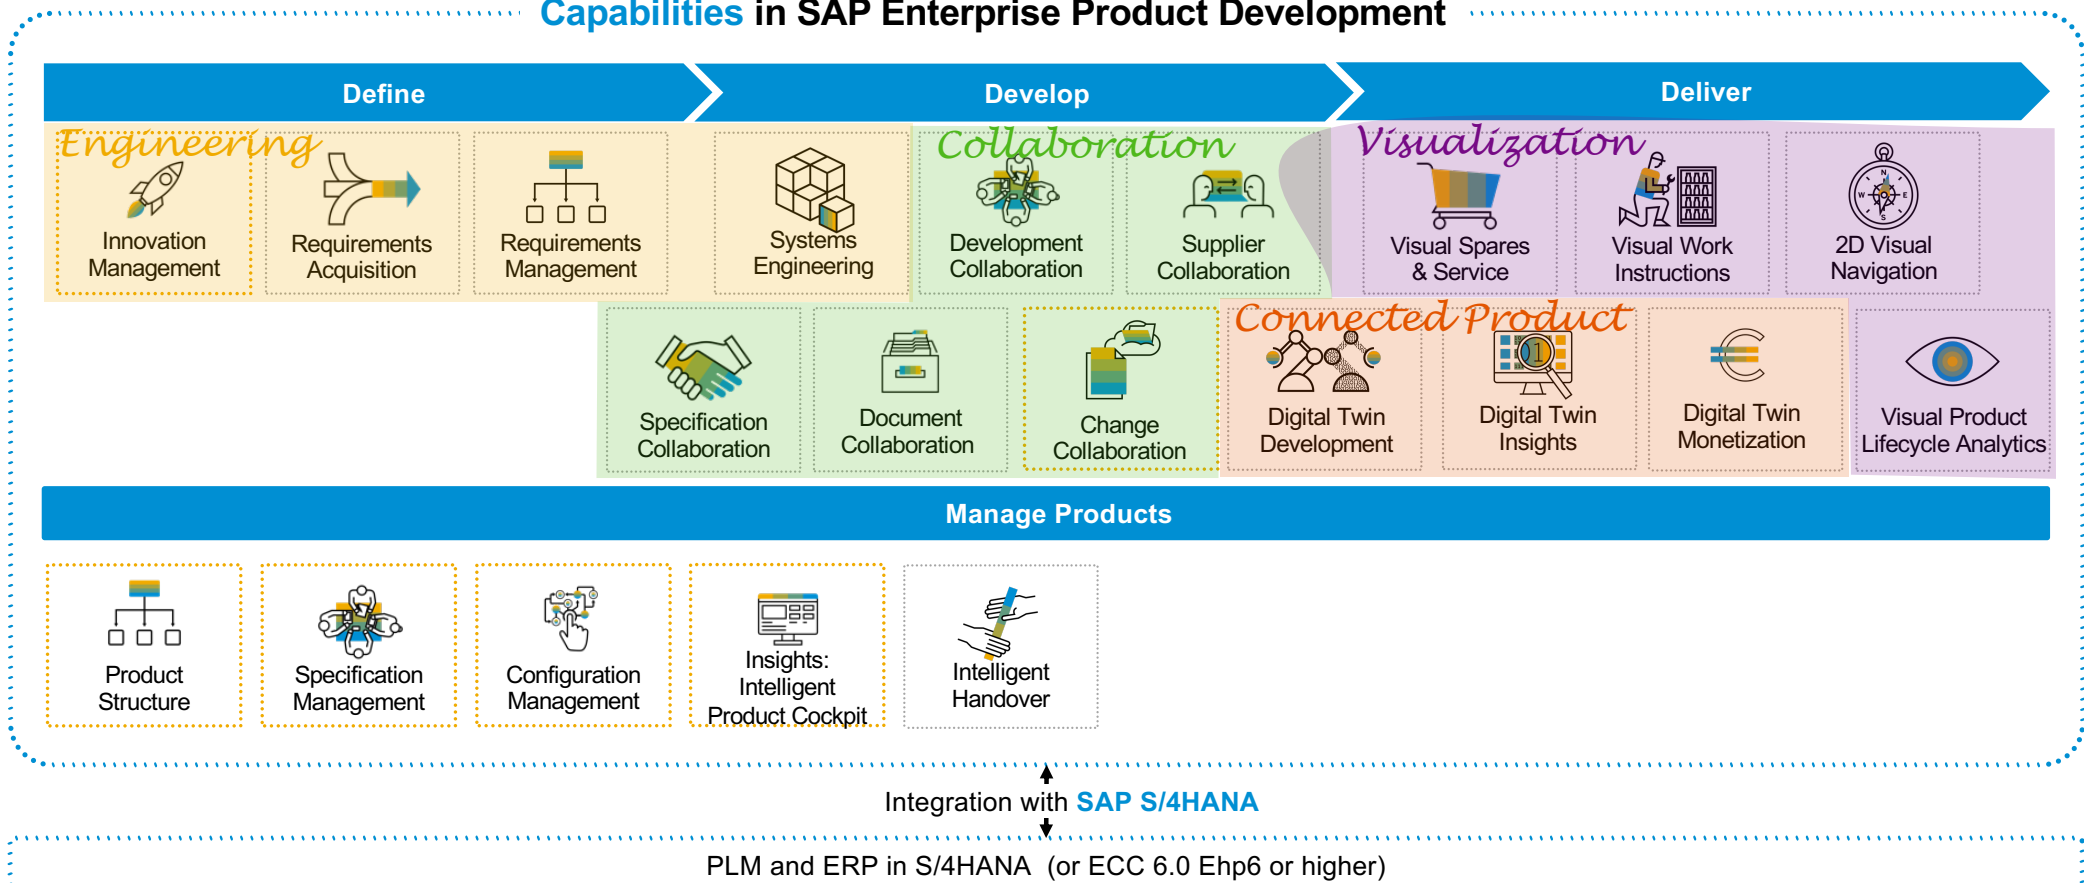 Capabilities in SAP Enterprise Product Development
Define
Develop
Deliver
Engineering
Collaboration
Visualization
Innovation
Management
Requirements
Acquisition
Requirements
Management
Systems
Engineering
Development
Collaboration
Supplier
Collaboration
Visual Spares
& Service
Visual Work
Instructions
N
W
E
S
2D Visual
Navigation
Connected Product
Specification
Collaboration
Document
Collaboration
Change
Collaboration
Digital Twin
Development
1
Digital Twin
Insights
Digital Twin
Monetization
Visual Product
Lifecycle Analytics
Manage Products
Product
Structure
Specification
Management
Configuration
Management
Insights:
Intelligent
Product Cockpit
Intelligent
Handover
Integration with SAP S/4HANA
PLM and ERP in S/4HANA (or ECC 6.0 Ehp6 or higher)